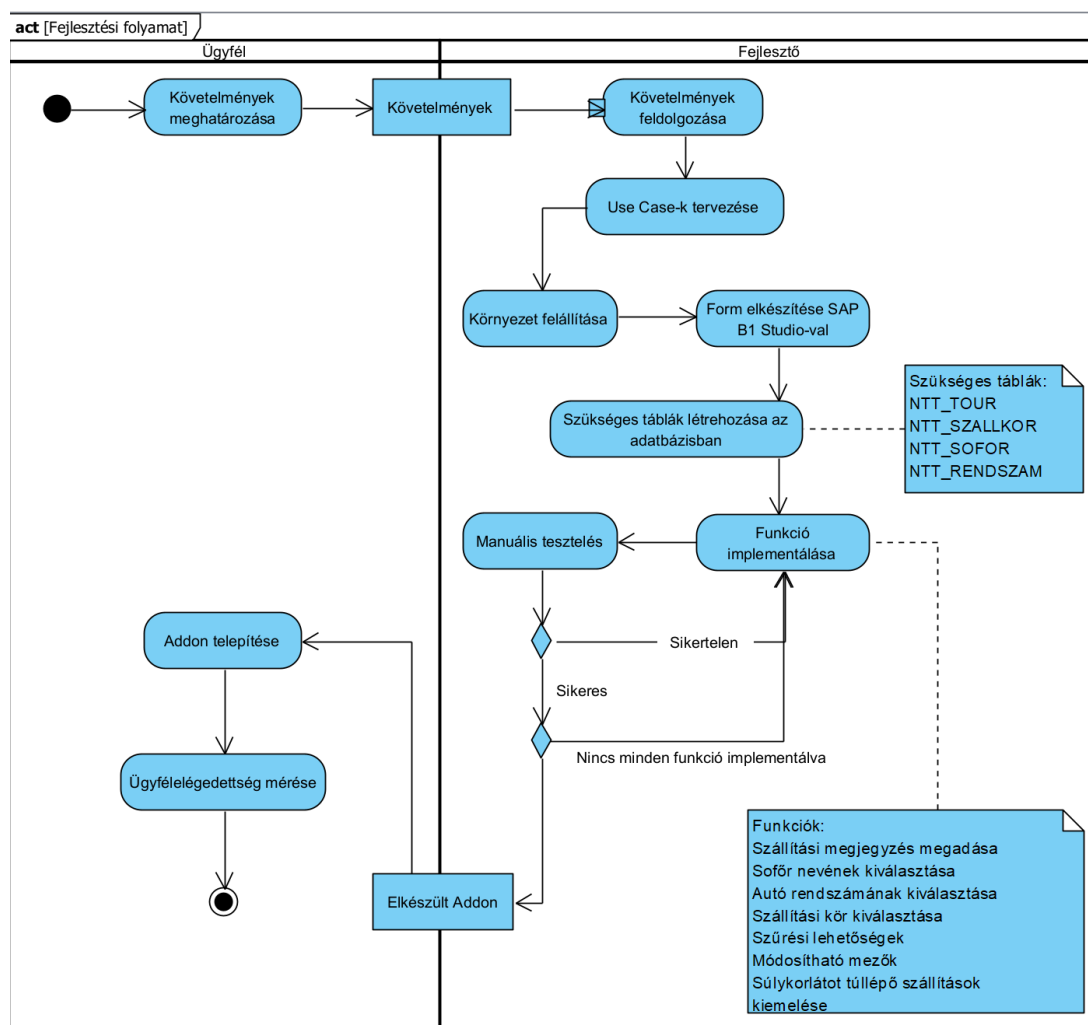 act [Fejlesztési folyamat]
Ügyfél
Fejlesztő
Követelmények
meghatározása
Követelmények
Követelmények
feldolgozása
Use Case-k tervezése
Környezet felállítása
Form elkészítése SAP
B1 Studio-val
Szükséges táblák létrehozása az
adatbázisban
Szükséges táblák:
NTT_TOUR
NTT_SZALLKOR
NTT_SOFOR
NTT_RENDSZAM
Manuális tesztelés
Funkció
implementálása
Addon telepítése
Sikertelen
Sikeres
Nincs minden funkció implementálva
Ügyfélelégedettség mérése
Elkészült Addon
Funkciók:
Szállítási megjegyzés megadása
Sofőr nevének kiválasztása
Autó rendszámának kiválasztása
Szállítási kör kiválasztása
Szűrési lehetőségek
Módosítható mezők
Súlykorlátot túllépő szállítások
kiemelése